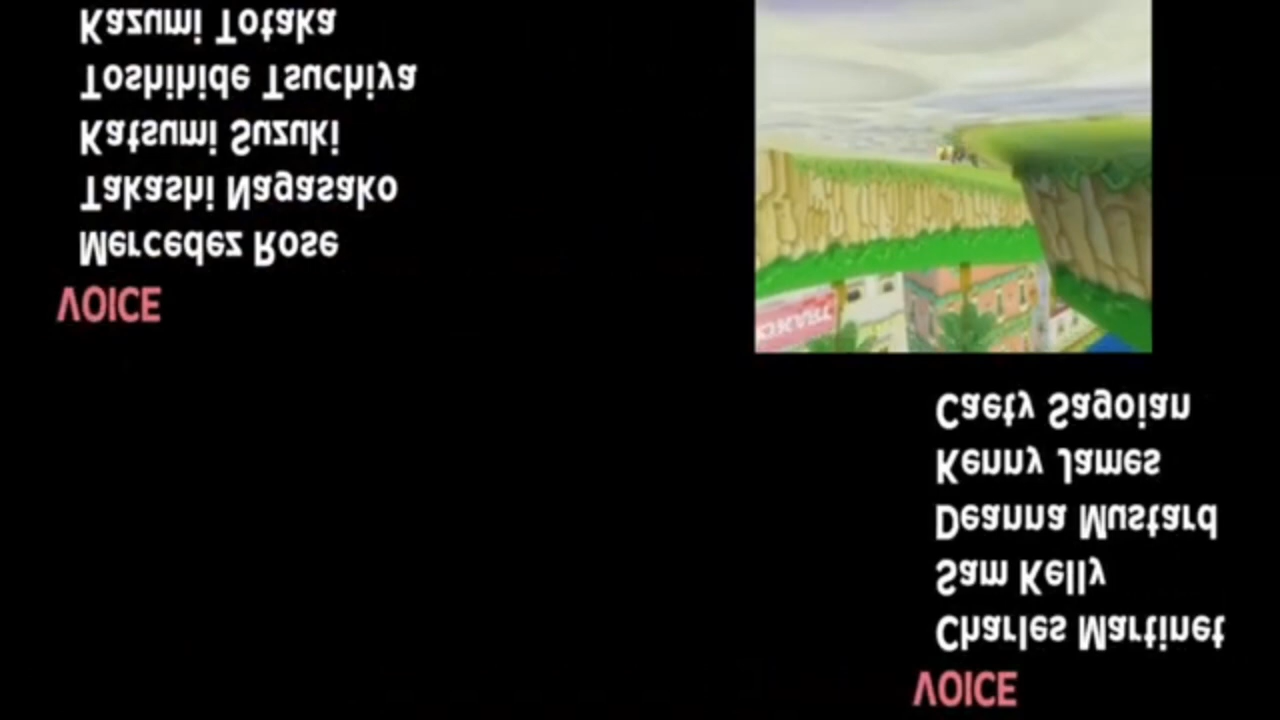 VOICE
Charles Martinet
Sam Kelly
Deanna Mustard
Kenny James
Caety Sagoian
VOICE
Mercedez Rose
Takashi Nagasako
Katsumi Suzuki
Toshihide Tsuchiya
Kazumi Totaka